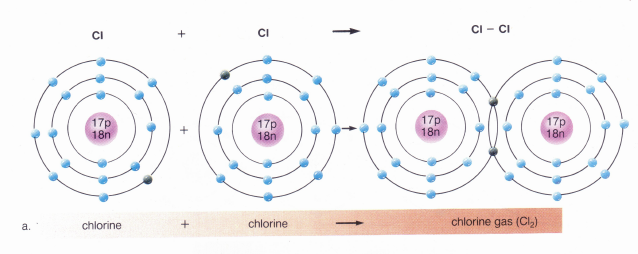 Cl + Cl Cl – Cl
17p 17p 17p 17p
18n + 18n 18n 18n
a. chlorine + chlorine chlorine gas (Cl₂)